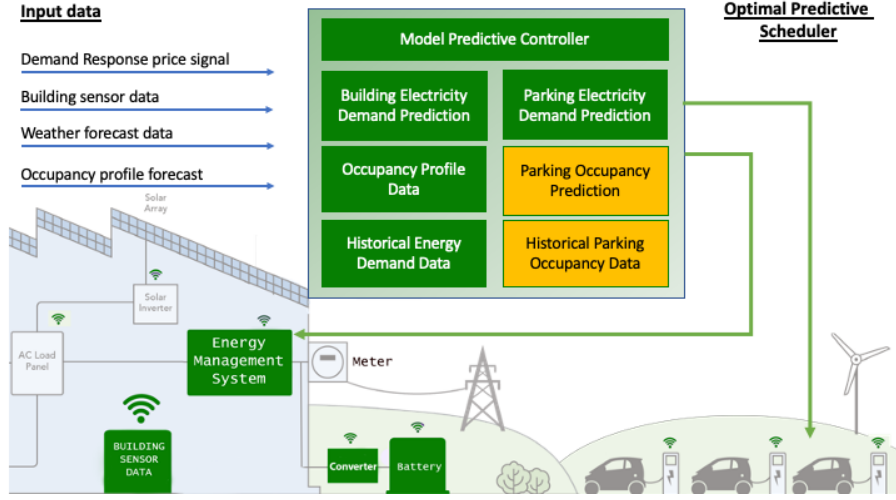 Input data
Optimal Predictive
Scheduler
Demand Response price signal
Building sensor data
Weather forecast data
Occupancy profile forecast
Model Predictive Controller
Building Electricity
Demand Prediction
Parking Electricity
Demand Prediction
Occupancy Profile
Data
Parking Occupancy
Prediction
Historical Energy
Demand Data
Historical Parking
Occupancy Data
Solar
Array
Solar
Inverter
AC Load
Panel
Energy
Management
System
Meter
BUILDING
SENSOR
DATA
Converter
Battery